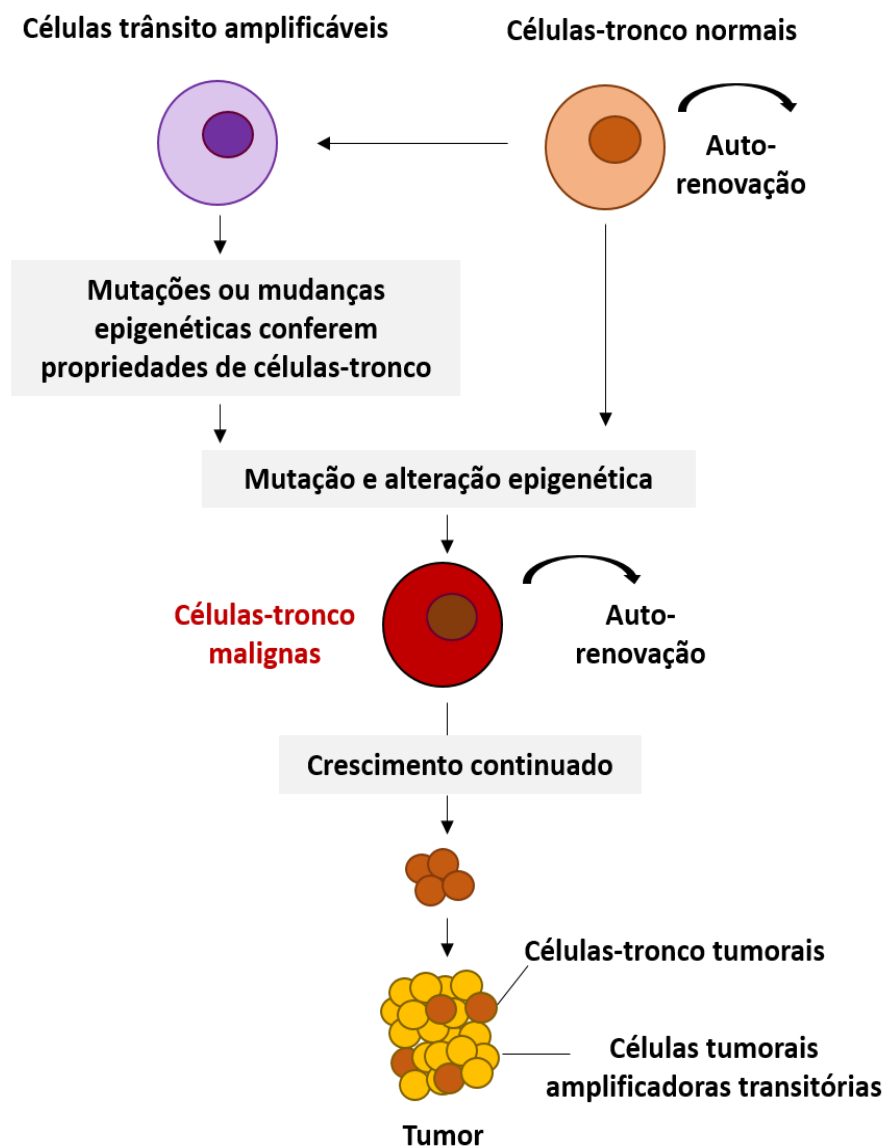 Células trânsito amplificáveis
Células-tronco normais
Auto-
renovação
Mutações ou mudanças
epigenéticas conferem
propriedades de células-tronco
Mutação e alteração epigenética
Células-tronco
malignas
Auto-
renovação
Crescimento continuado
Células-tronco tumorais
Células tumorais
amplificadoras transitórias
Tumor